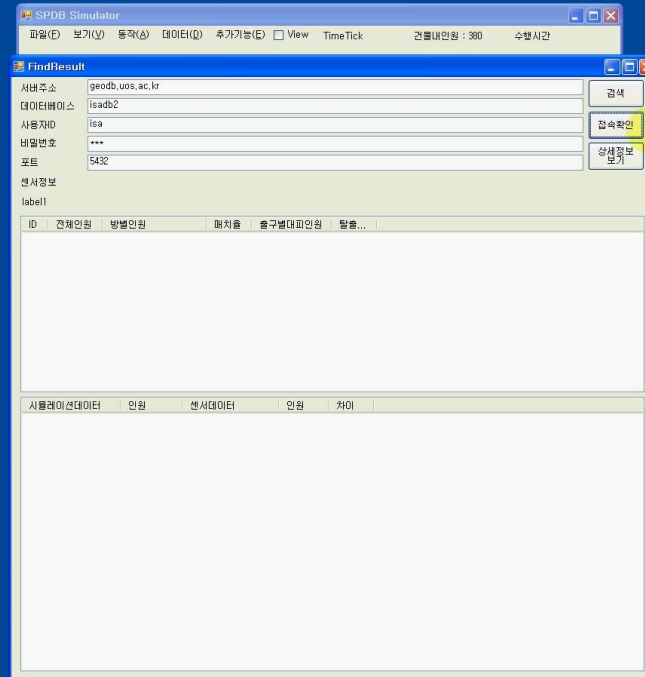 SPDB Simulator
파일(F) 보기(V) 동작(A) 데이터(D) 추가기능(E) View TimeTick 건물내인원 : 380 수행시간
FindResult
서버주소 geodb,uos,ac,kr 검색
데이터베이스 isadb2
사용자ID isa 접속확인
비밀번호 ***
포트 5432 상세정보
보기
센서정보
label1
ID 전체인원 방별인원 매치율 출구별대피인원 탈출...
시뮬레이션데이터 인원 센서데이터 인원 차이